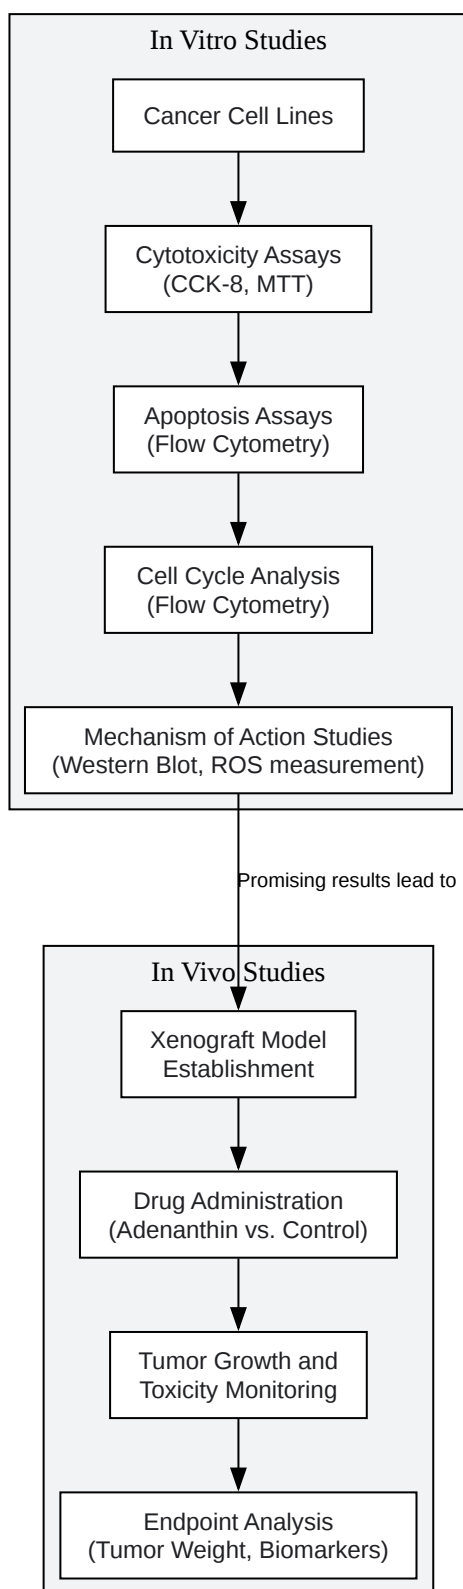 In Vitro Studies
Cancer Cell Lines
Cytotoxicity Assays
(CCK-8, MTT)
Apoptosis Assays
(Flow Cytometry)
Cell Cycle Analysis
(Flow Cytometry)
Mechanism of Action Studies
(Western Blot, ROS measurement)
Promising results lead to
In Vivo Studies
Xenograft Model
Establishment
Drug Administration
(Adenanthin vs. Control)
Tumor Growth and
Toxicity Monitoring
Endpoint Analysis
(Tumor Weight, Biomarkers)